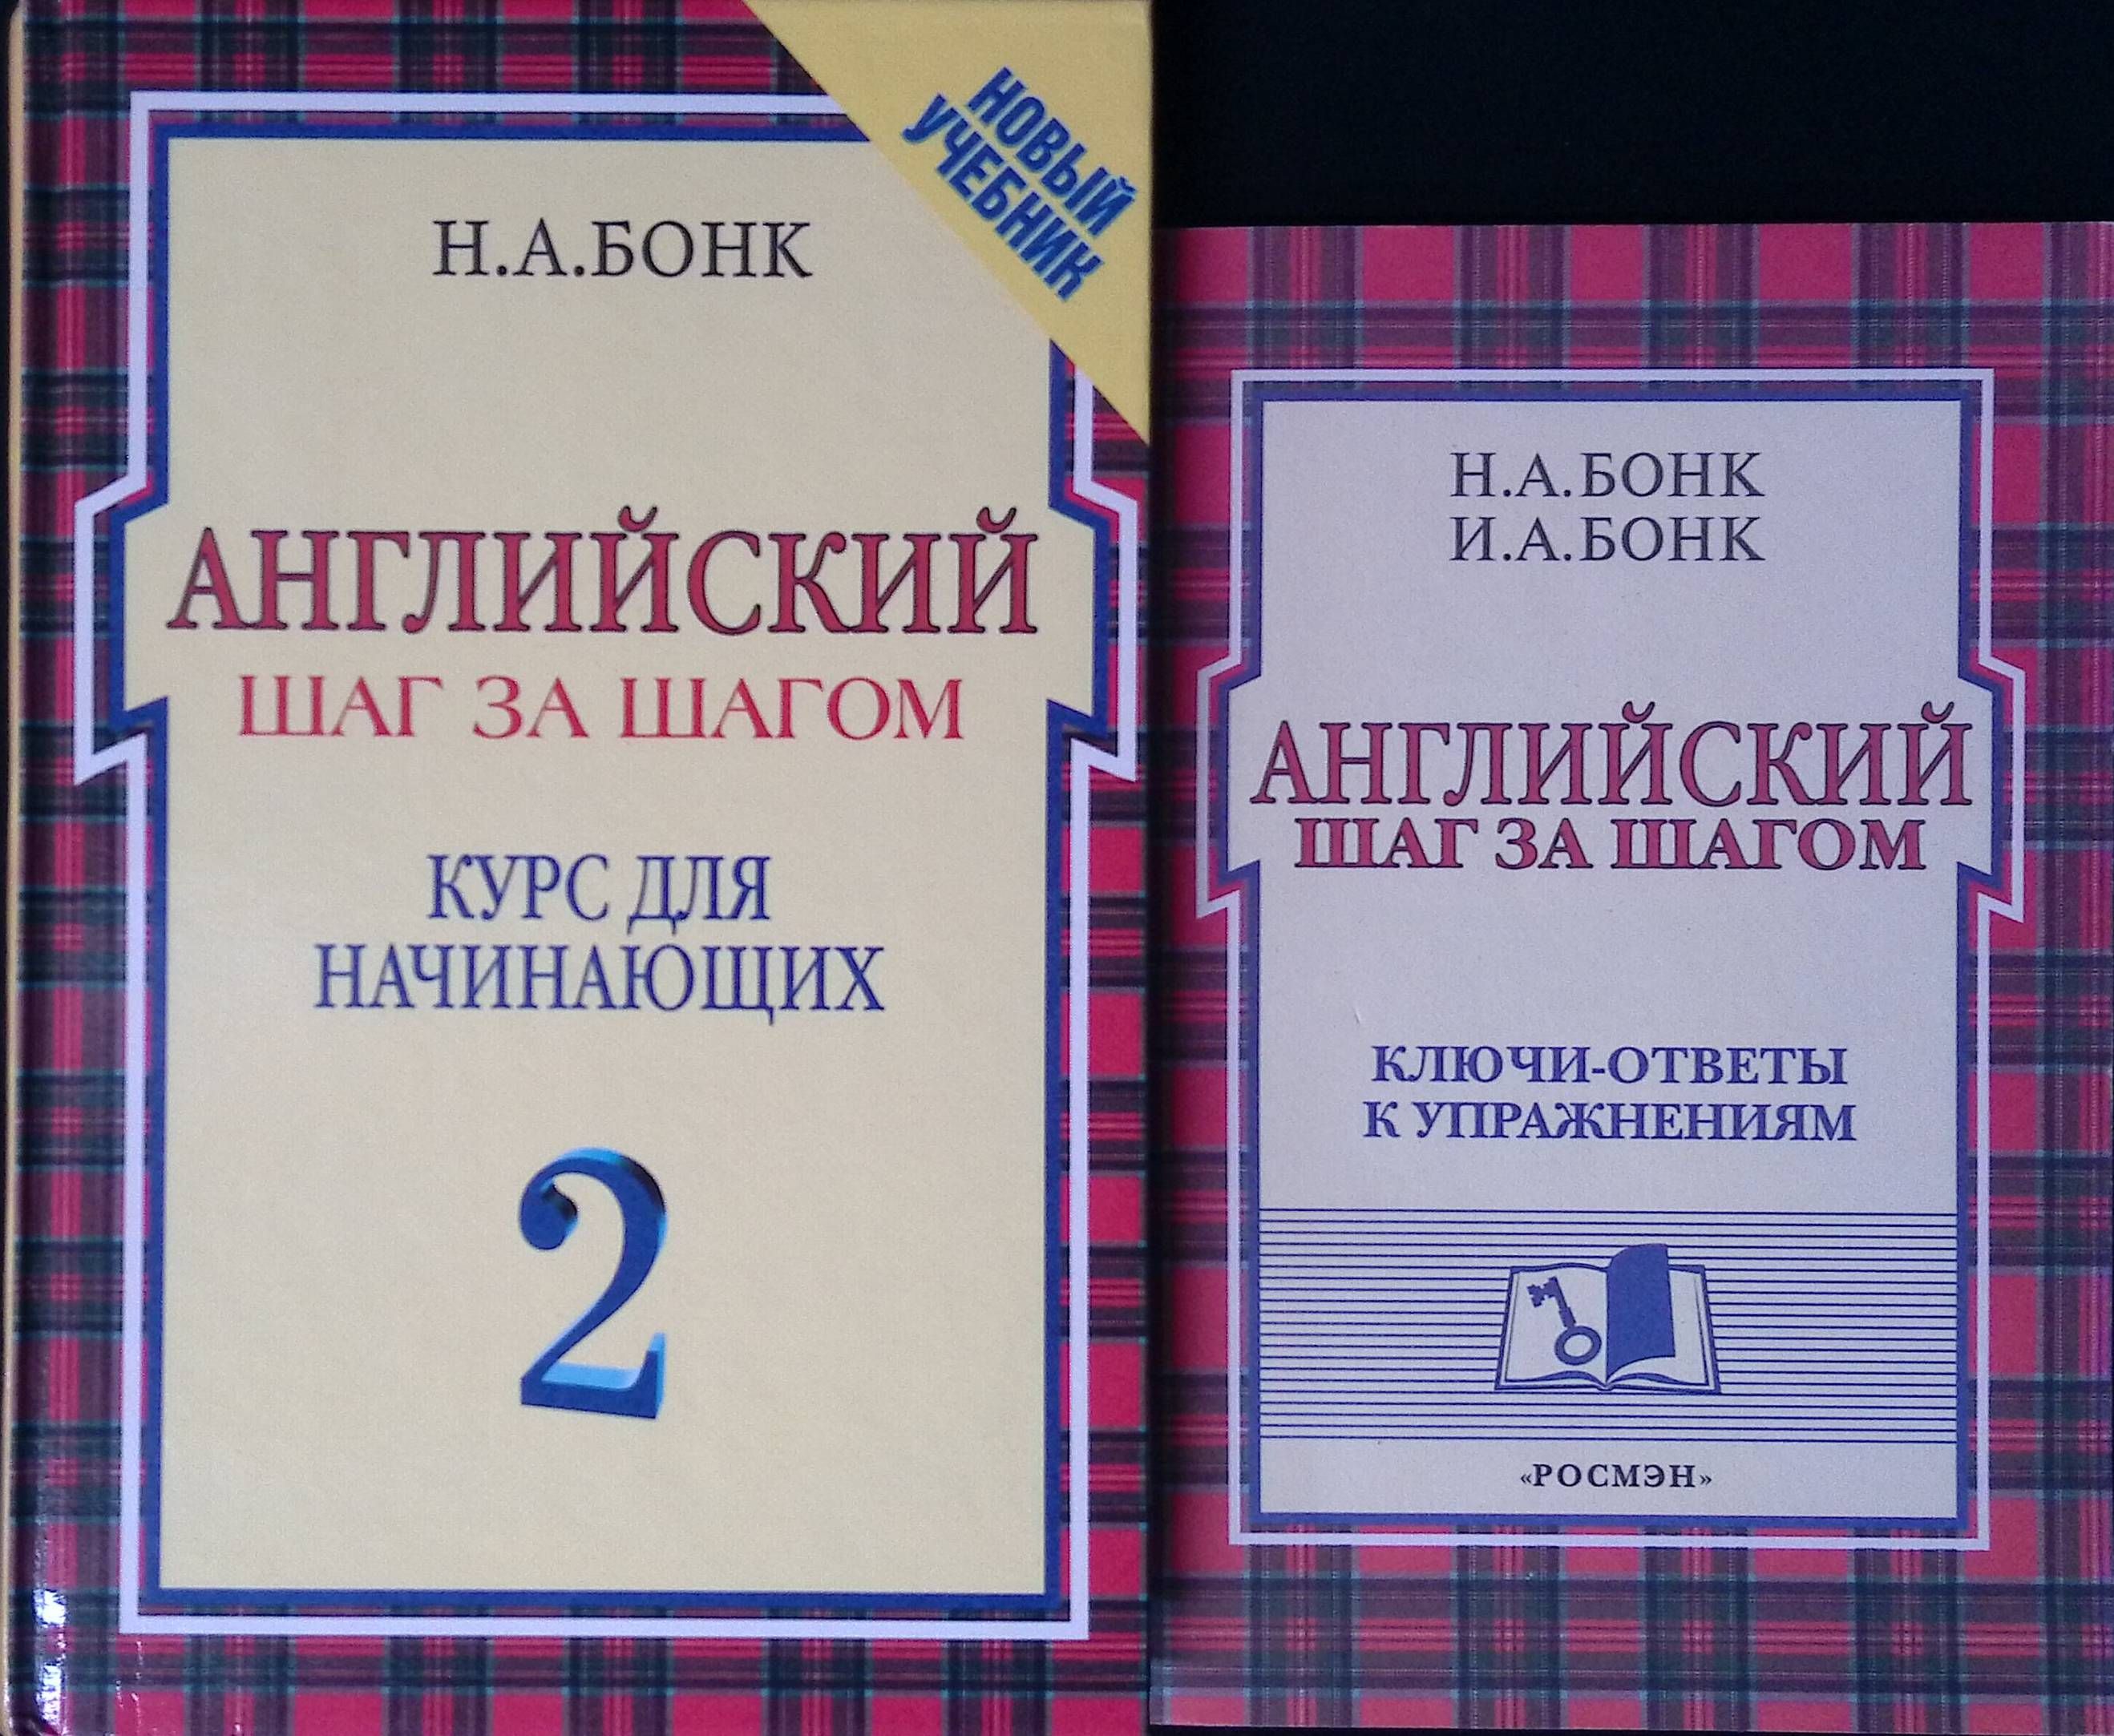 НОВЫЙ
УЧЕБНИК
Н.А.БОНК
АНГЛИЙСКИЙ
ШАГ ЗА ШАГОМ
КУРС ДЛЯ
НАЧИНАЮЩИХ
2
Н.А.БОНК
И.А.БОНК
АНГЛИЙСКИЙ
ШАГ ЗА ШАГОМ
КЛЮЧИ-ОТВЕТЫ
К УПРАЖНЕНИЯМ
«РОСМЭН»